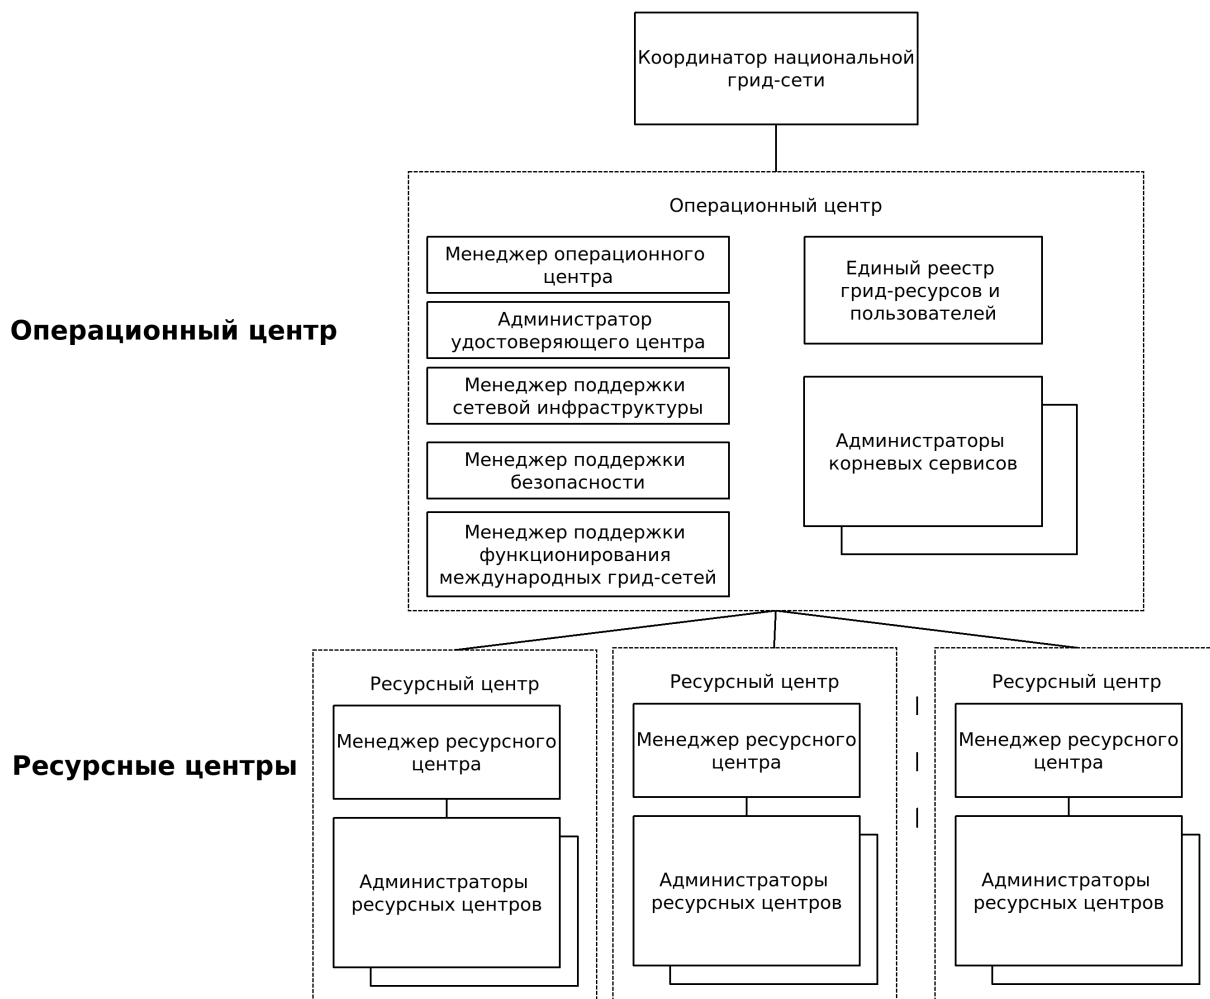 Координатор национальной
грид-сети
Операционный центр
Операционный центр
Менеджер операционного
центра
Администратор
удостоверяющего центра
Менеджер поддержки
сетевой инфраструктуры
Менеджер поддержки
безопасности
Менеджер поддержки
функционирования
международных грид-сетей
Единый реестр
грид-ресурсов и
пользователей
Администраторы
корневых сервисов
Ресурсные центры
Ресурсный центр
Менеджер ресурсного
центра
Администраторы
ресурсных центров
Ресурсный центр
Менеджер ресурсного
центра
Администраторы
ресурсных центров
Ресурсный центр
Менеджер ресурсного
центра
Администраторы
ресурсных центров